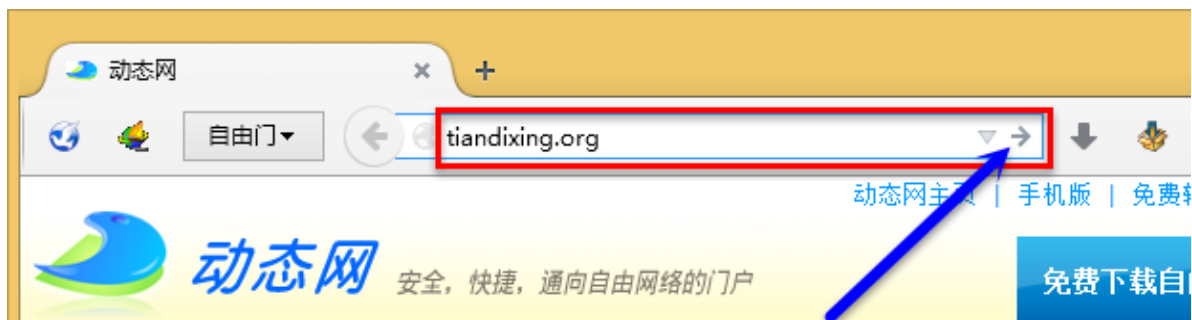 动态网
自由门
tiandixing.org
动态网主页 | 手机版 | 免费
动态网 安全，快捷，通向自由网络的门户
免费下载自